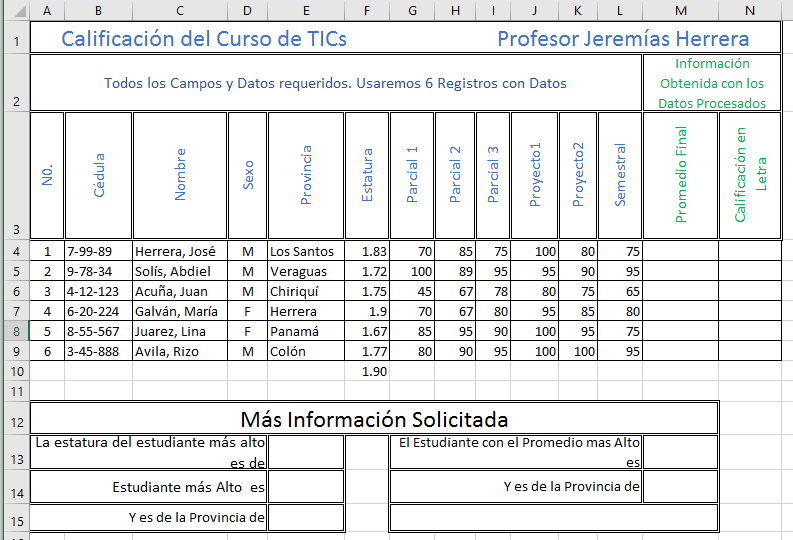 A B C D E F G H I J K L M N
1 Calificación del Curso de TICs Profesor Jeremías Herrera
2 Todos los Campos y Datos requeridos. Usaremos 6 Registros con Datos
Información
Obtenida con los
Datos Procesados
3 N0. Cédula Nombre Sexo Provincia Estatura Parcial 1 Parcial 2 Parcial 3 Proyecto1 Proyecto2 Semestral Promedio Final Calificación en
Letra
4 1 7-99-89 Herrera, José M Los Santos 1.83 70 85 75 100 80 75
5 2 9-78-34 Solís, Abdiel M Veraguas 1.72 100 89 95 95 90 95
6 3 4-12-123 Acuña, Juan M Chiriquí 1.75 45 67 78 80 75 65
7 4 6-20-224 Galván, María F Herrera 1.9 70 67 80 95 85 80
8 5 8-55-567 Juarez, Lina F Panamá 1.67 85 95 90 100 95 75
9 6 3-45-888 Avila, Rizo M Colón 1.77 80 90 95 100 100 95
10 1.90
11
12 Más Información Solicitada
13 La estatura del estudiante más alto
es de
El Estudiante con el Promedio mas Alto
es
14 Estudiante más Alto es Y es de la Provincia de
15 Y es de la Provincia de